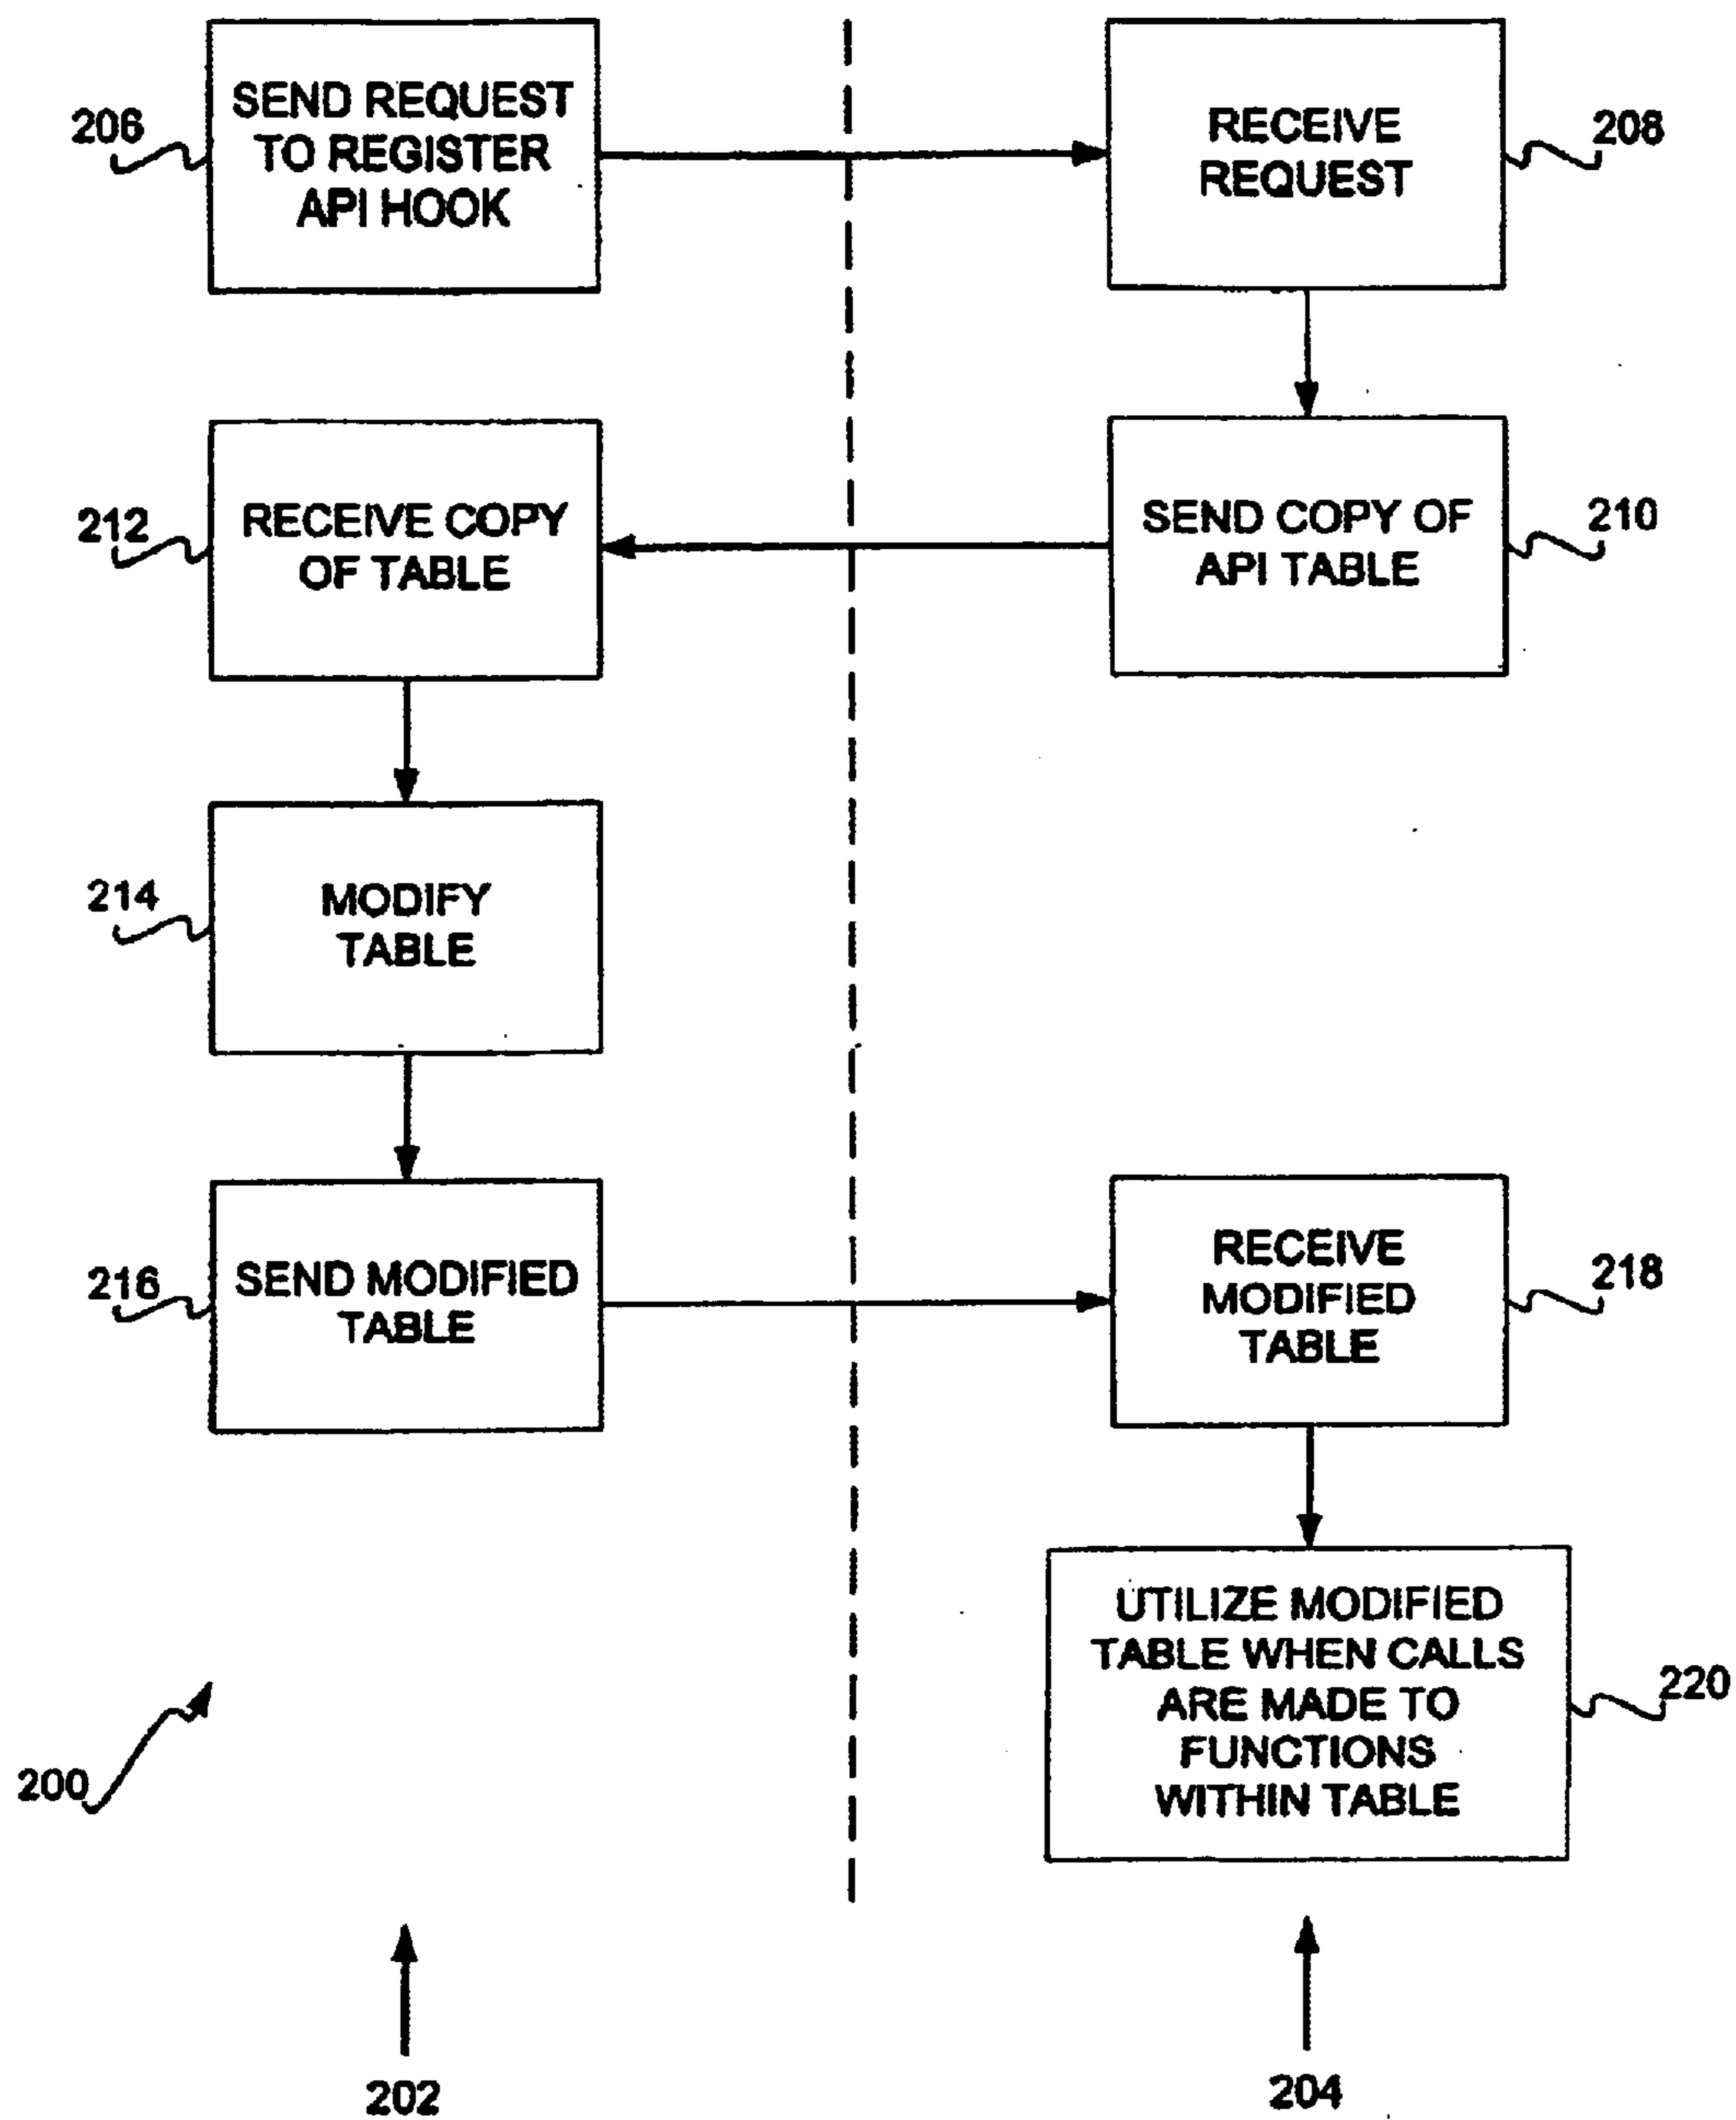 SEND REQUEST
TO REGISTER
API HOOK
206
RECEIVE
REQUEST
208
RECEIVE COPY
OF TABLE
212
SEND COPY OF
API TABLE
210
MODIFY
TABLE
214
SEND MODIFIED
TABLE
216
RECEIVE
MODIFIED
TABLE
218
UTILIZE MODIFIED
TABLE WHEN CALLS
ARE MADE TO
FUNCTIONS
WITHIN TABLE
220
200
202
204